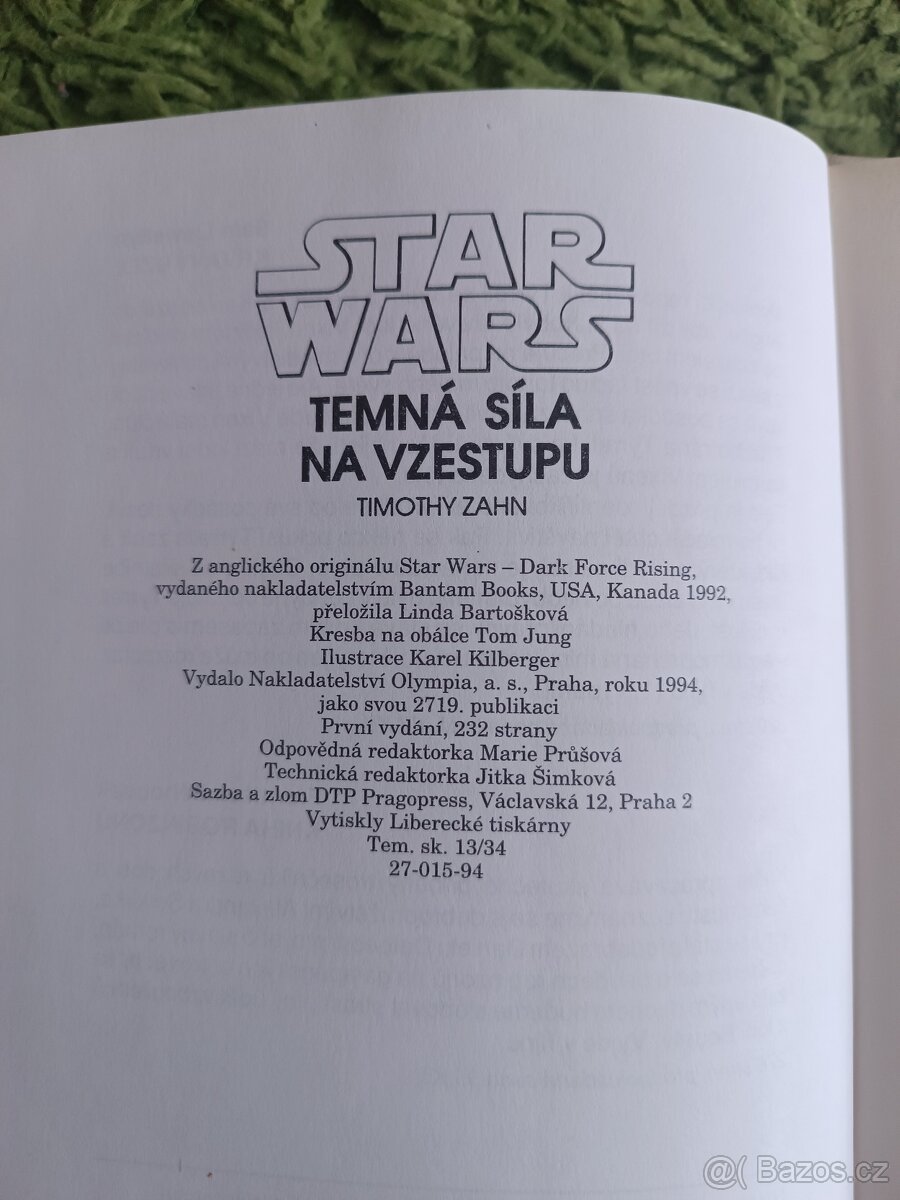 STAR
WARS
TEMNÁ SÍLA
NA VZESTUPU
TIMOTHY ZAHN
Z anglického originálu Star Wars – Dark Force Rising,
vydaného nakladatelstvím Bantam Books, USA, Kanada 1992,
přeložila Linda Bartošková
Kresba na obálce Tom Jung
Ilustrace Karel Kilberger
Vydalo Nakladatelství Olympia, a. s., Praha, roku 1994,
jako svou 2719. publikaci
První vydání, 232 strany
Odpovědná redaktorka Marie Průšová
Technická redaktorka Jitka Šimková
Sazba a zlom DTP Pragopress, Václavská 12, Praha 2
Vytiskly Liberecké tiskárny
Tem. sk. 13/34
27-015-94
@( Bazos.cz